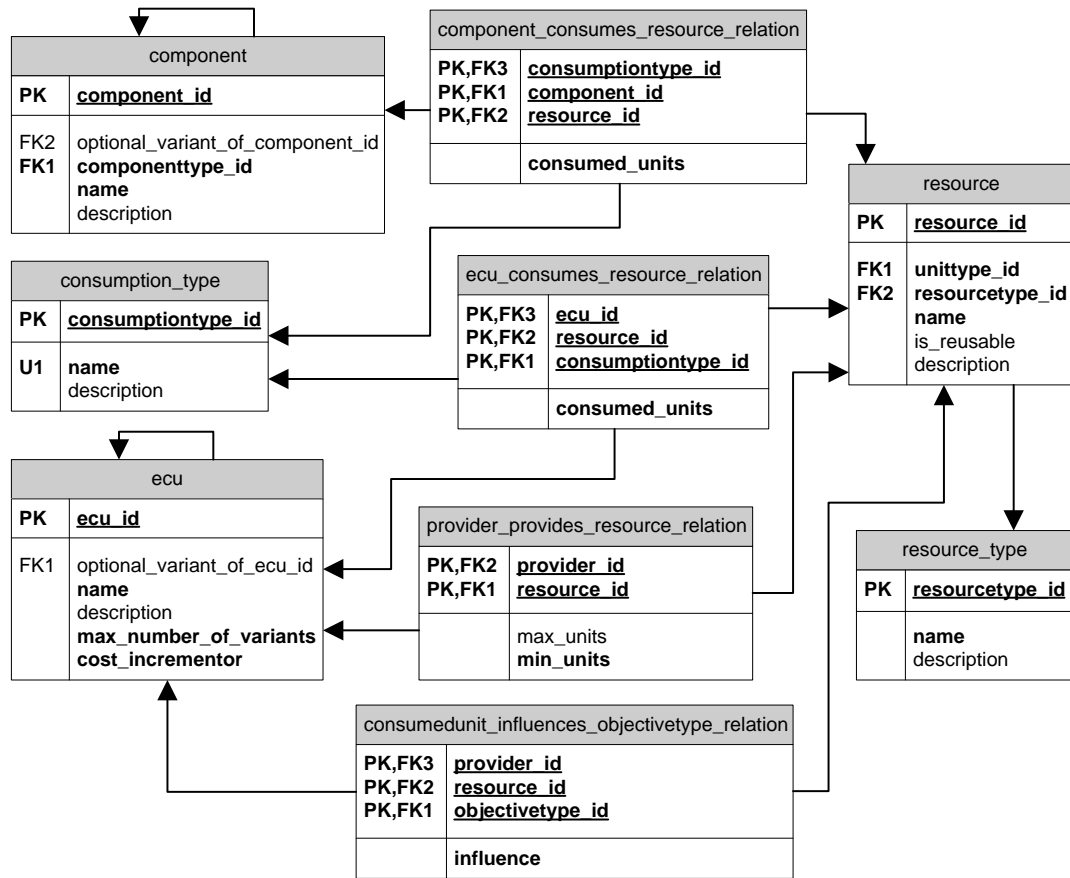 component
PK component_id
FK2 optional_variant_of_component_id
FK1 componenttype_id
name
description
component_consumes_resource_relation
PK,FK3 consumptiontype_id
PK,FK1 component_id
PK,FK2 resource_id
consumed_units
resource
PK resource_id
FK1 unittype_id
FK2 resourcetype_id
name
is_reusable
description
consumption_type
PK consumptiontype_id
U1 name
description
ecu_consumes_resource_relation
PK,FK3 ecu_id
PK,FK2 resource_id
PK,FK1 consumptiontype_id
consumed_units
ecu
PK ecu_id
FK1 optional_variant_of_ecu_id
name
description
max_number_of_variants
cost_incrementor
provider_provides_resource_relation
PK,FK2 provider_id
PK,FK1 resource_id
max_units
min_units
resource_type
PK resourcetype_id
name
description
consumedunit_influences_objectivetype_relation
PK,FK3 provider_id
PK,FK2 resource_id
PK,FK1 objectivetype_id
influence